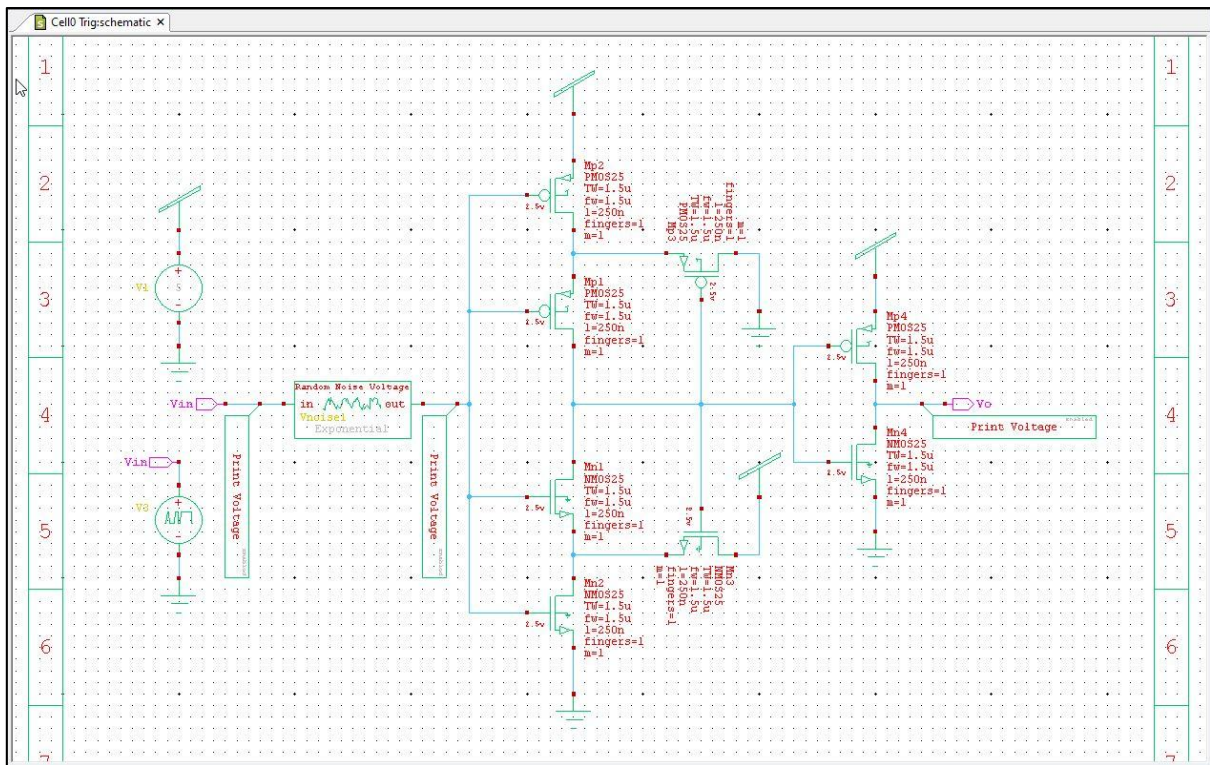 Cell0 Trig:schematic ×
S
1
2
3
4
5
6
7
1
2
3
4
5
6
7
Mp2
PMOS25
TW=1.5u
fw=1.5u
l=250n
fingers=1
m=1
2.5v
Mp1
PMOS25
TW=1.5u
fw=1.5u
l=250n
fingers=1
m=1
2.5v
m=1
fingers=1
l=250n
fw=1.5u
TW=1.5u
PMOS25
Mp3
2.5v
+
S
-
Vin
Random Noise Voltage
in out
Vnoise1
Exponential
Print Voltage
Print Voltage
Vin
+
-
Mn1
NMOS25
TW=1.5u
fw=1.5u
l=250n
fingers=1
m=1
2.5v
Mn2
NMOS25
TW=1.5u
fw=1.5u
l=250n
fingers=1
m=1
2.5v
2.5v
Mn3
NMOS25
TW=1.5u
fw=1.5u
l=250n
fingers=1
m=1
Mp4
PMOS25
TW=1.5u
fw=1.5u
l=250n
fingers=1
m=1
2.5v
Vo
Print Voltage
Mn4
NMOS25
TW=1.5u
fw=1.5u
l=250n
fingers=1
m=1
2.5v